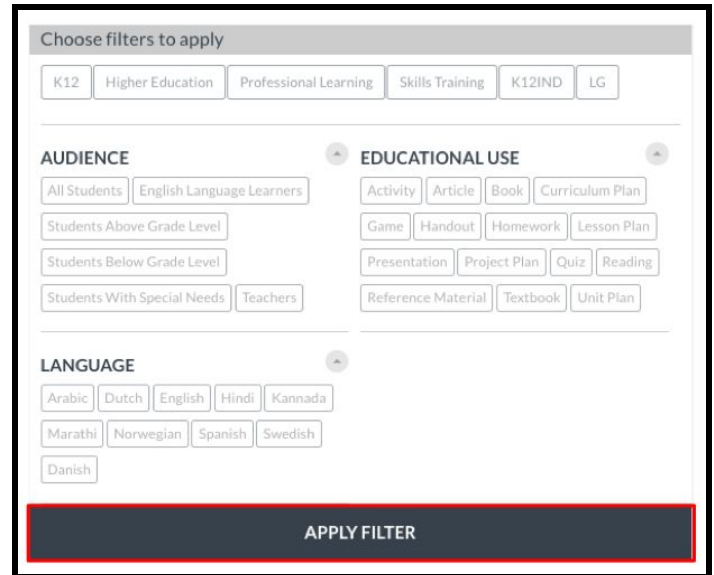 Choose filters to apply
K12 Higher Education Professional Learning Skills Training K12IND LG
AUDIENCE
All Students English Language Learners
Students Above Grade Level
Students Below Grade Level
Students With Special Needs Teachers
EDUCATIONAL USE
Activity Article Book Curriculum Plan
Game Handout Homework Lesson Plan
Presentation Project Plan Quiz Reading
Reference Material Textbook Unit Plan
LANGUAGE
Arabic Dutch English Hindi Kannada
Marathi Norwegian Spanish Swedish
Danish
APPLY FILTER